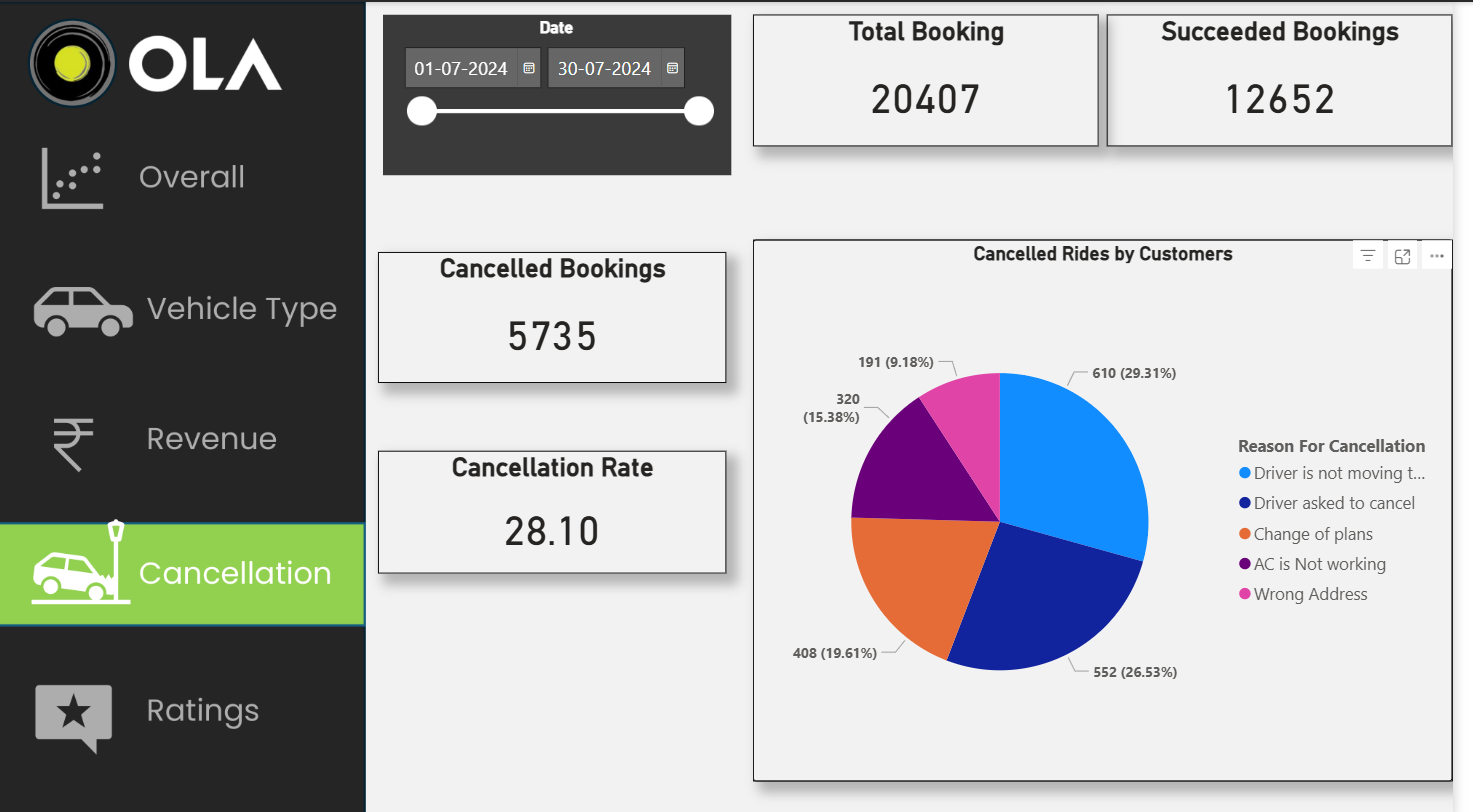 OLA
Overall
Vehicle Type
Revenue
Cancellation
Ratings
Date
01-07-2024
30-07-2024
Total Booking
20407
Succeeded Bookings
12652
Cancelled Bookings
5735
Cancellation Rate
28.10
Cancelled Rides by Customers
191 (9.18%)
610 (29.31%)
320
(15.38%)
408 (19.61%)
552 (26.53%)
Reason For Cancellation
Driver is not moving t...
Driver asked to cancel
Change of plans
AC is Not working
Wrong Address